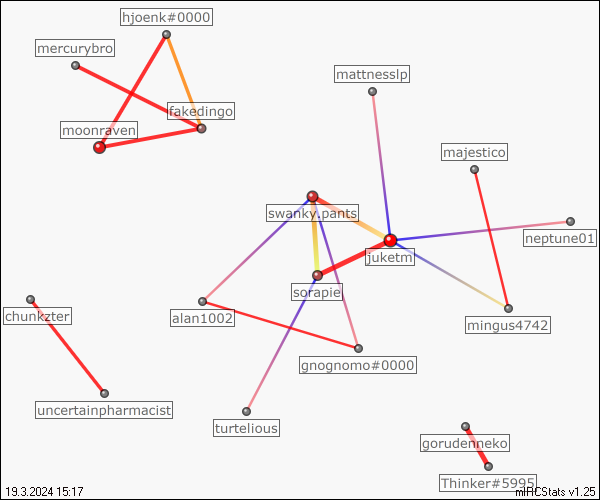 hjoenk#0000
mercurybro
mattnesslp
fakedingo
moonraven
majestico
swanky.pants
neptune01
juketm
sorapie
chunkzter
alan1002
mingus4742
gnognomo#0000
uncertainpharmacist
turtelious
gorudenneko
Thinker#5995
19.3.2024 15:17
mIRCStats v1.25